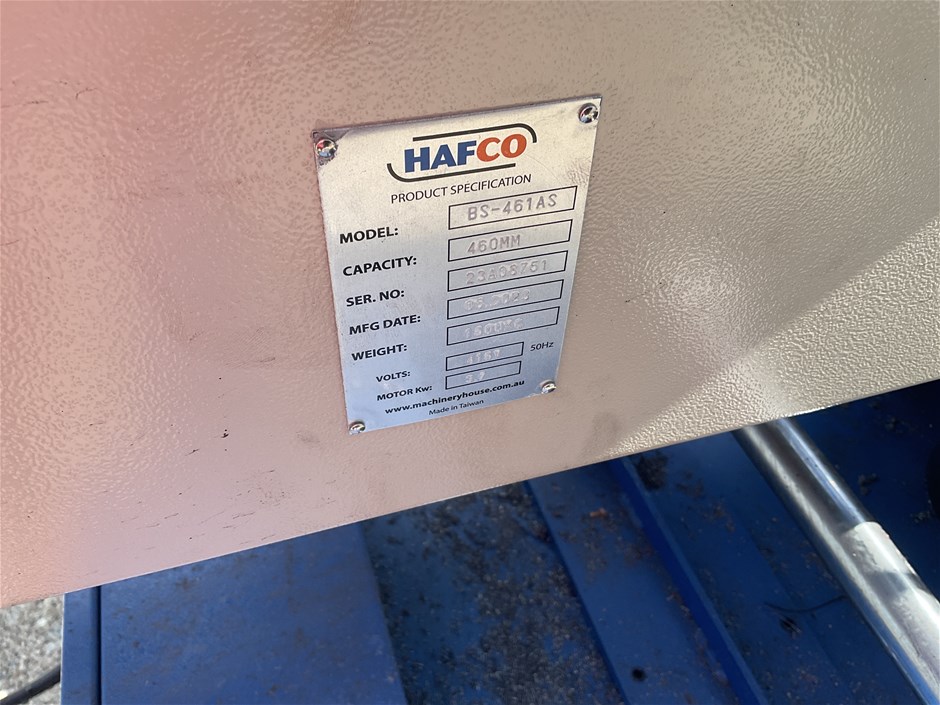 HAFCO
PRODUCT SPECIFICATION
MODEL: BS-461AS
CAPACITY: 460MM
SER. NO:
MFG DATE:
WEIGHT:
VOLTS: 50Hz
MOTOR Kw:
www.machineryhouse.com.au
Made in Taiwan